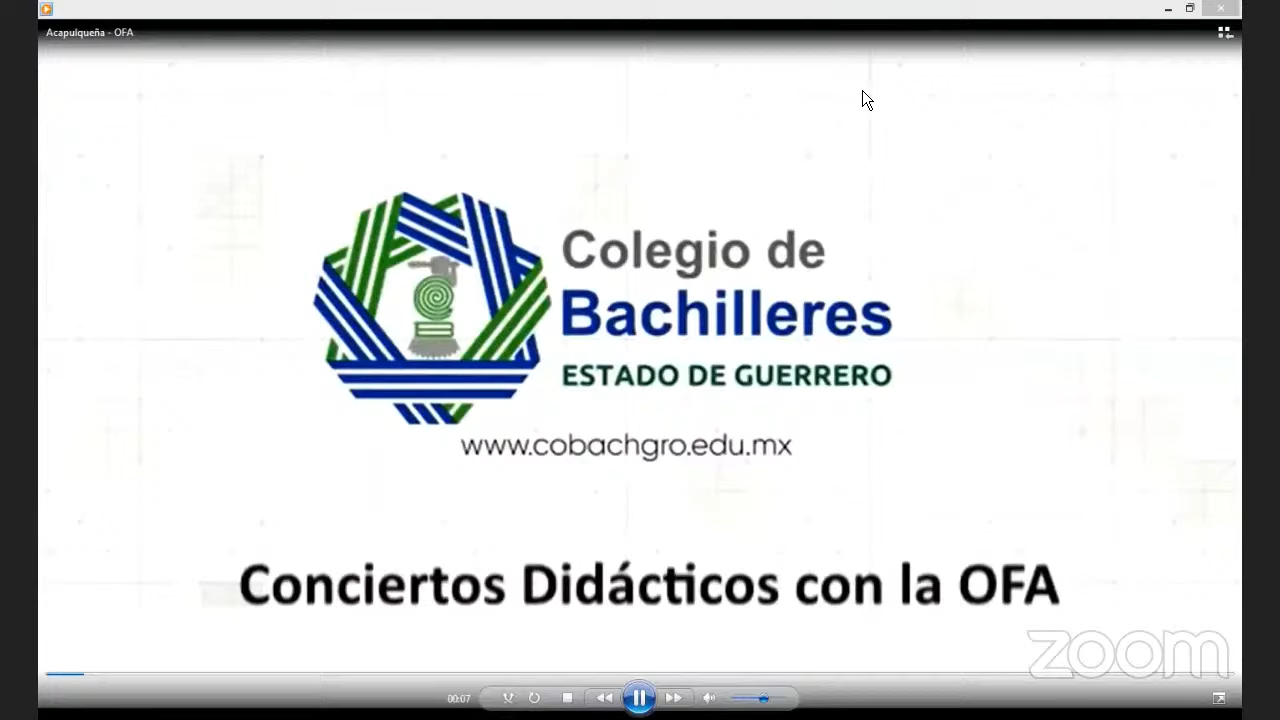 Acapulqueña - OFA
Colegio de
Bachilleres
ESTADO DE GUERRERO
www.cobachgro.edu.mx
Conciertos Didácticos con la OFA
zoom
00:07